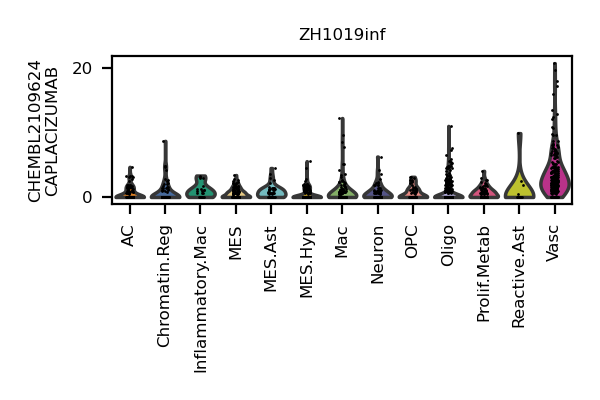 ZH1019inf
CHEMBL2109624
CAPLACIZUMAB
20
0
AC
Chromatin.Reg
Inflammatory.Mac
MES
MES.Ast
MES.Hyp
Mac
Neuron
OPC
Oligo
Prolif.Metab
Reactive.Ast
Vasc